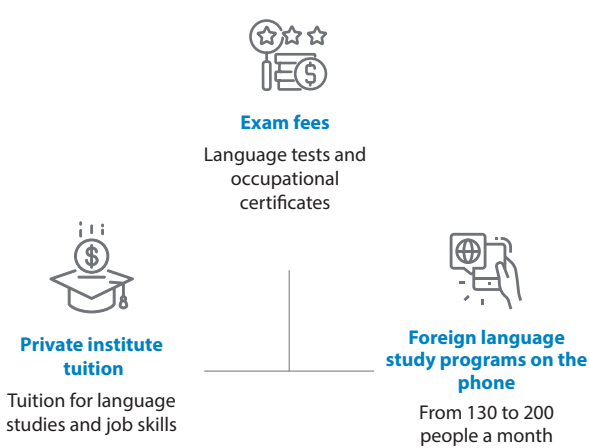 Exam fees
Language tests and
occupational
certificates
Private institute
tuition
Tuition for language
studies and job skills
Foreign language
study programs on the
phone
From 130 to 200
people a month